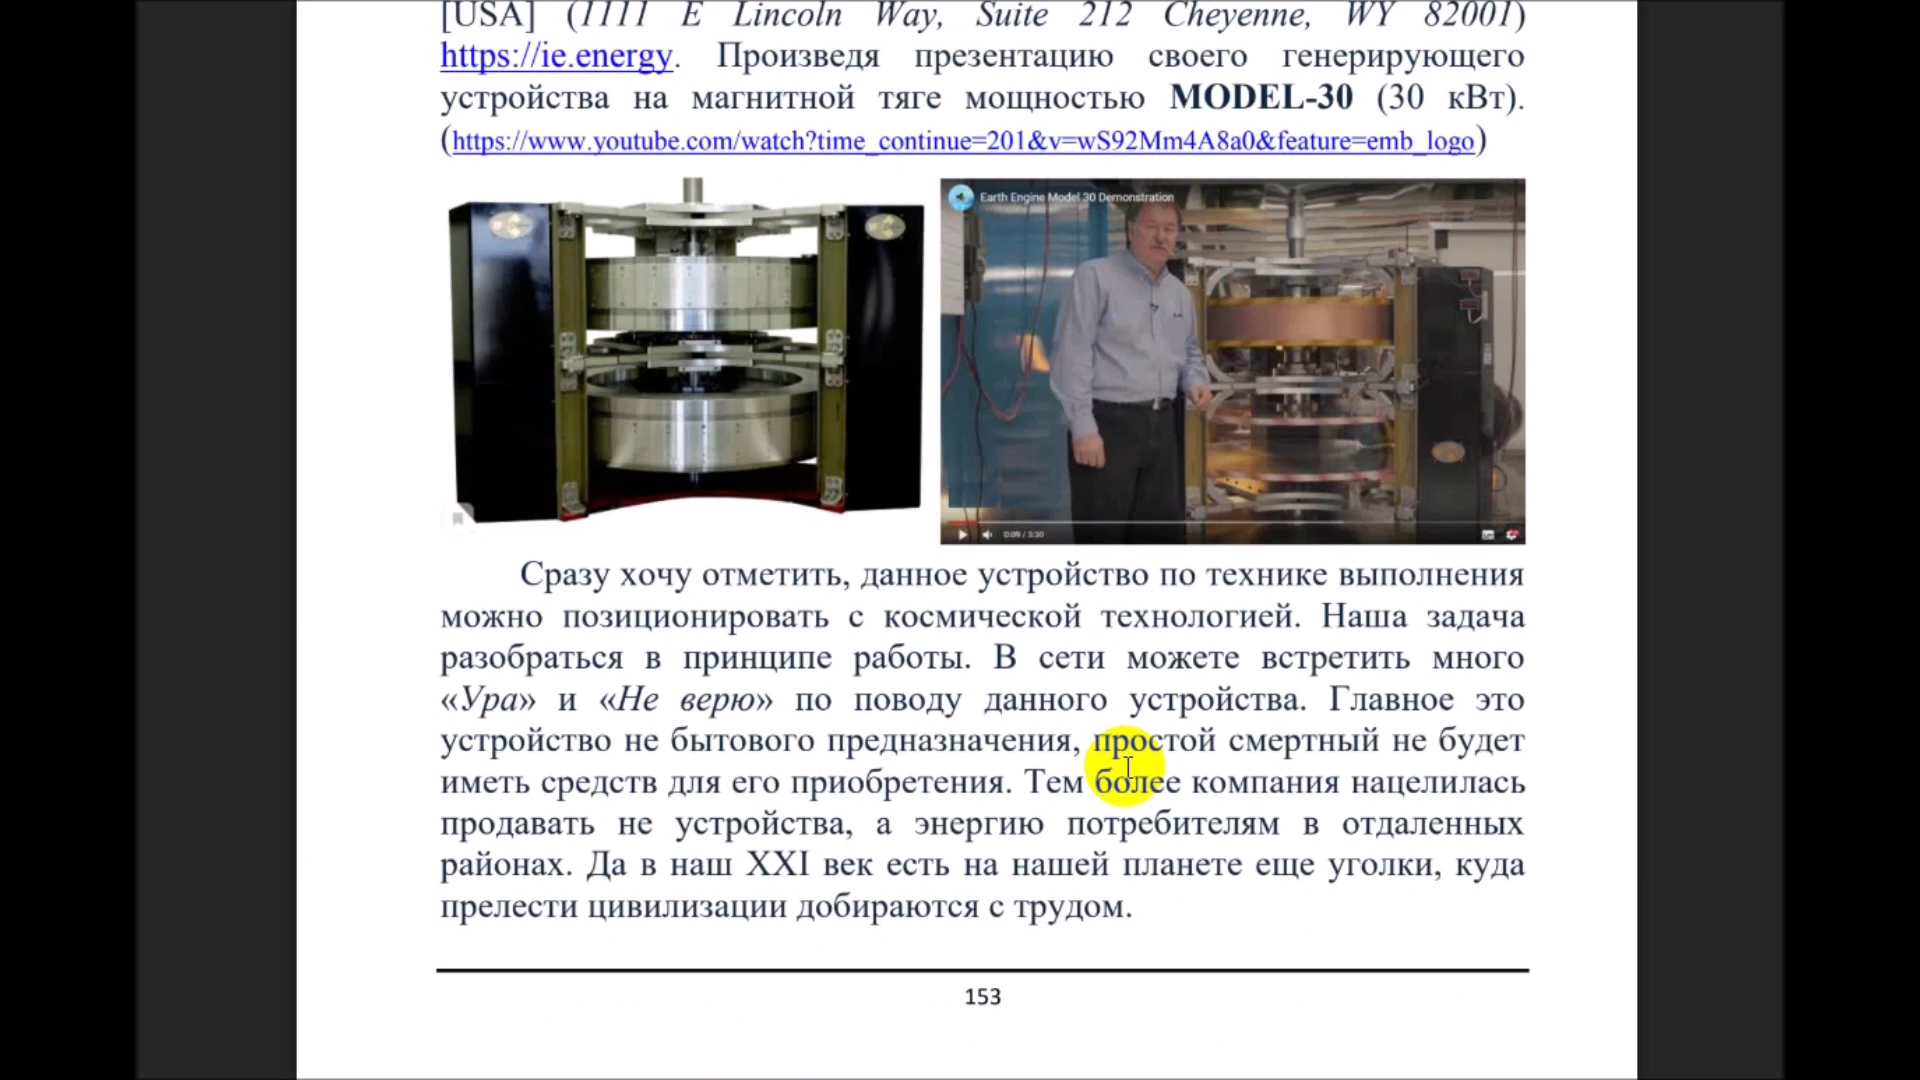 [USA] (1111 E Lincoln Way, Suite 212 Cheyenne, WY 82001)
https://ie.energy. Произведя презентацию своего генерирующего
устройства на магнитной тяге мощностью MODEL-30 (30 кВт).
(https://www.youtube.com/watch?time_continue=201&v=wS92Mm4A8a0&feature=emb_logo)
Earth Engine Model 30 Demonstration
0:09 / 3:30
Сразу хочу отметить, данное устройство по технике выполнения
можно позиционировать с космической технологией. Наша задача
разобраться в принципе работы. В сети можете встретить много
«Ура» и «Не верю» по поводу данного устройства. Главное это
устройство не бытового предназначения, простой смертный не будет
иметь средств для его приобретения. Тем более компания нацелилась
продавать не устройства, а энергию потребителям в отдаленных
районах. Да в наш XXI век есть на нашей планете еще уголки, куда
прелести цивилизации добираются с трудом.
153